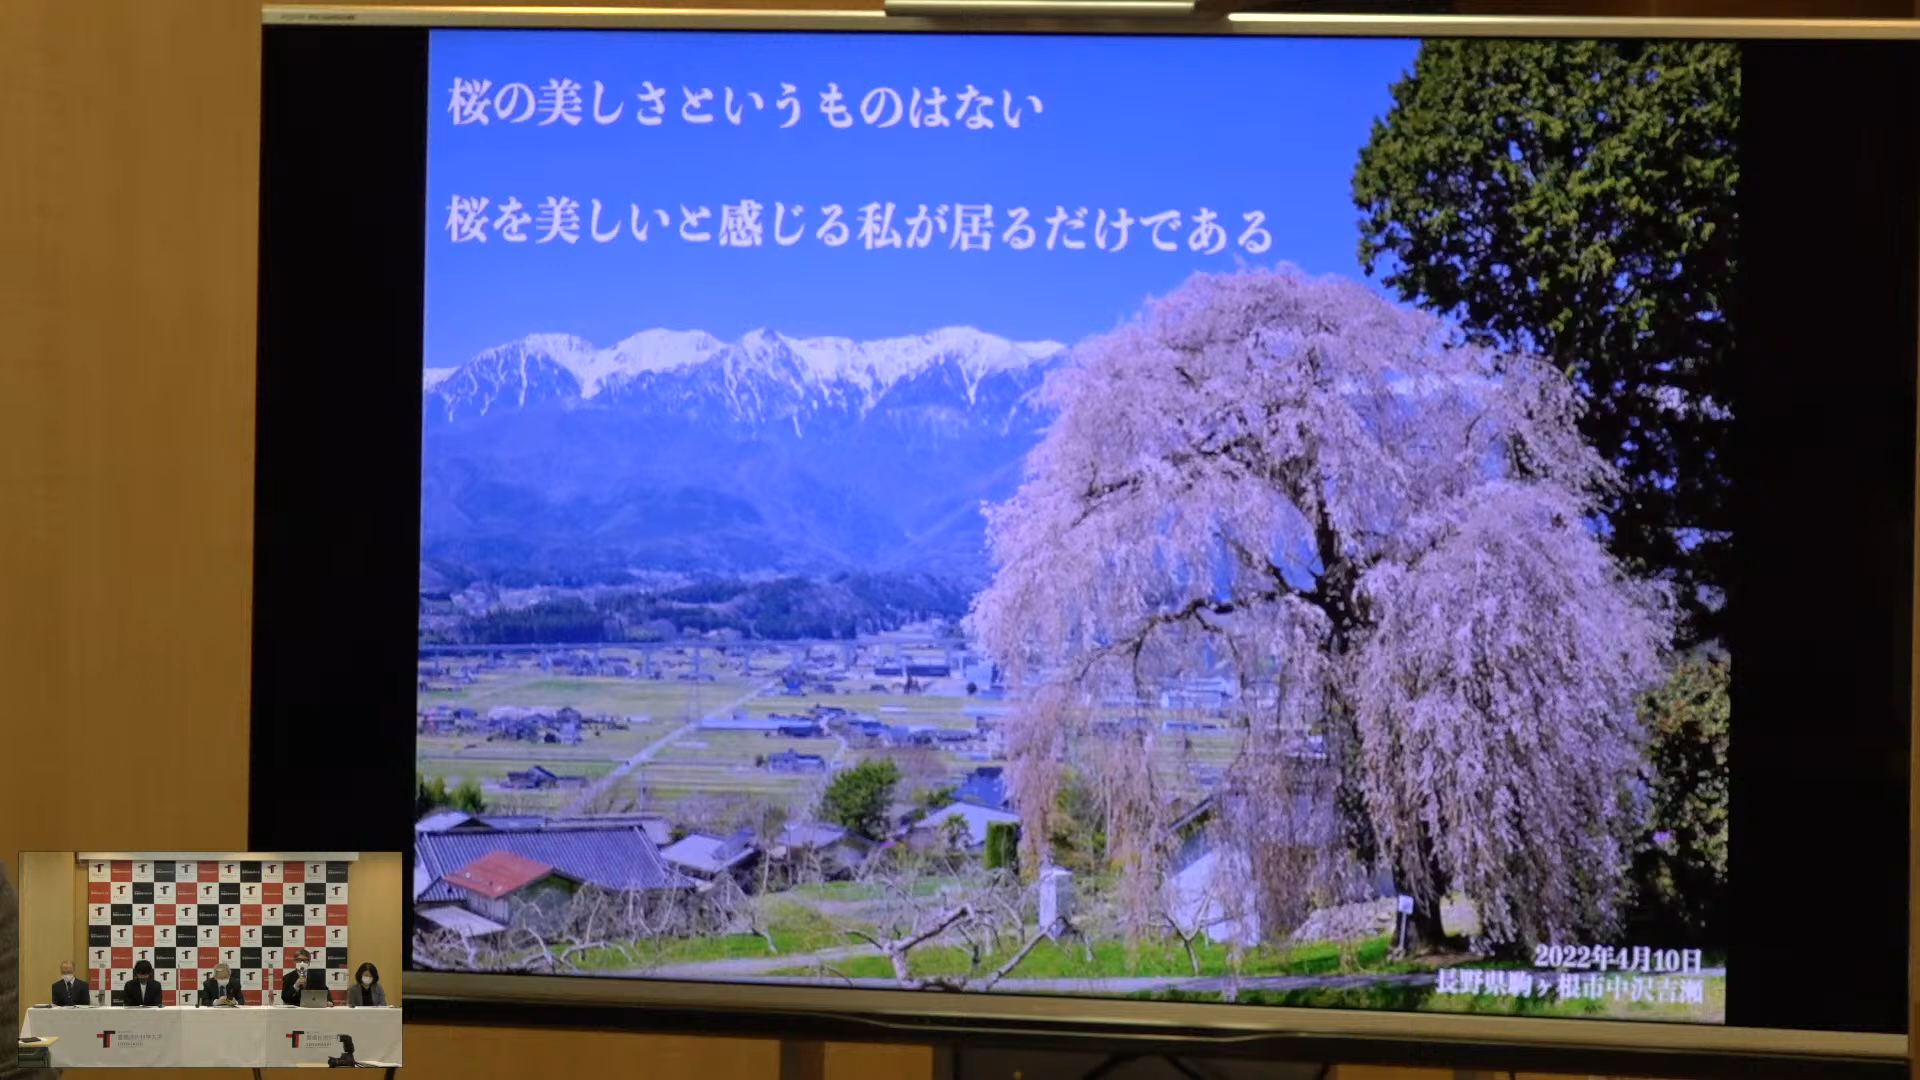 桜の美しさというものはない
桜を美しいと感じる私が居るだけである
2022年4月10日
長野県駒ヶ根市中沢吉瀬